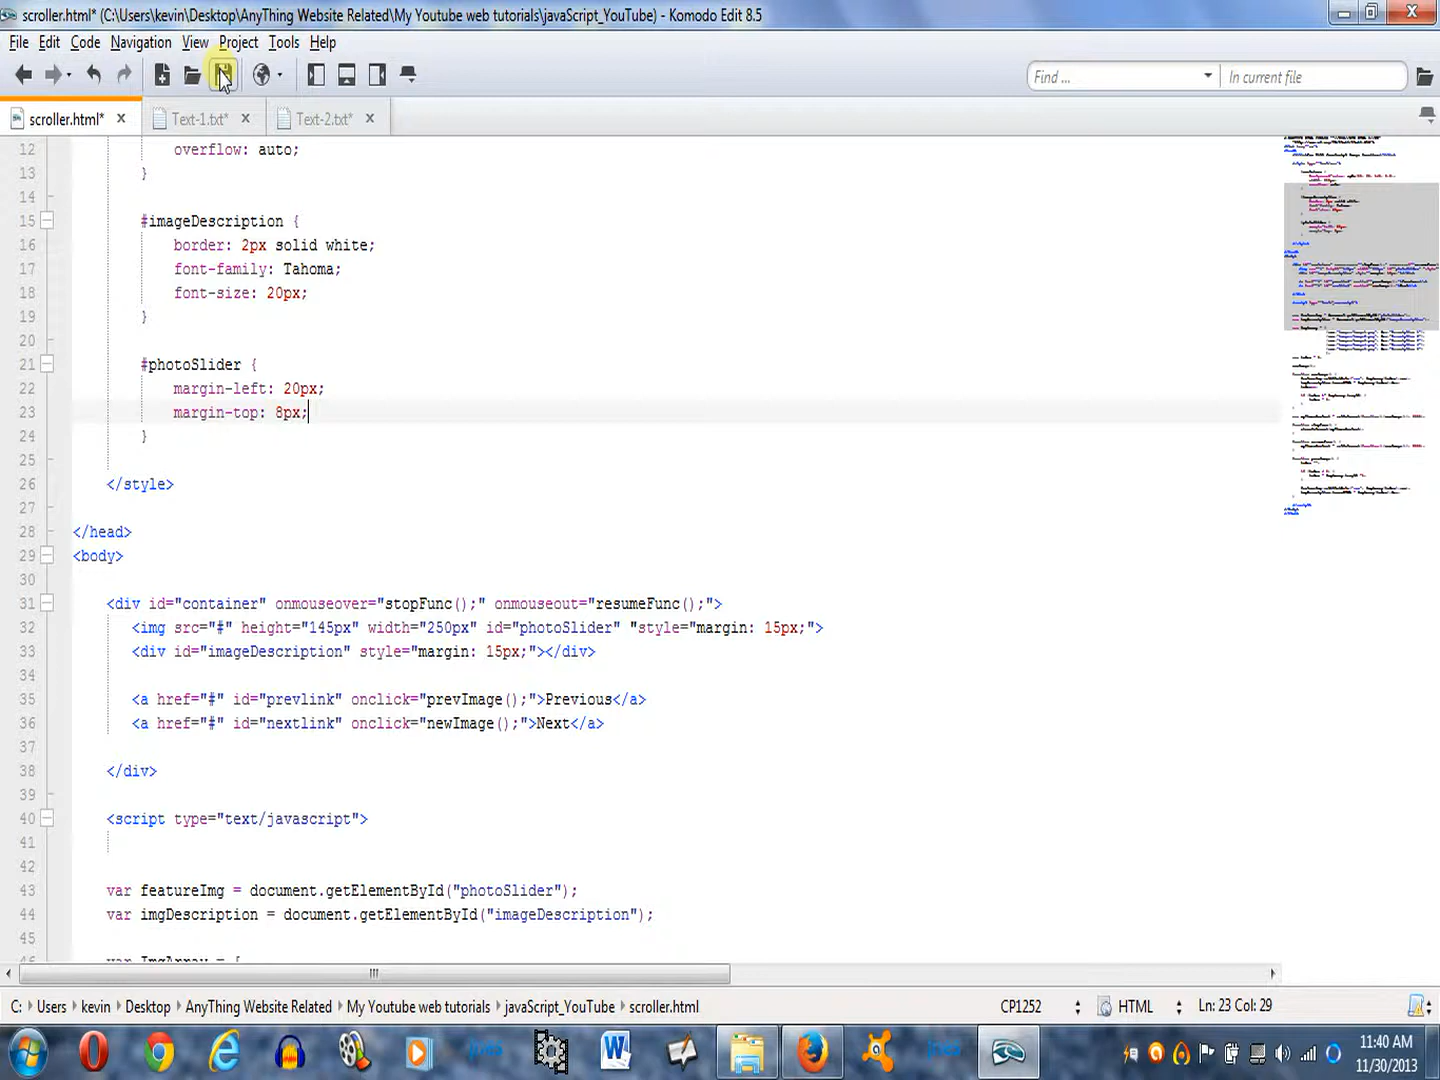 scroller.html* (C:\Users\kevin\Desktop\AnyThing Website Related\My Youtube web tutorials\javaScript_YouTube) - Komodo Edit 8.5
File Edit Code Navigation View Project Tools Help
Find ... In current file
scroller.html* Text-1.txt* Text-2.txt*
12 overflow: auto;
13 }
14
15 #imageDescription {
16 border: 2px solid white;
17 font-family: Tahoma;
18 font-size: 20px;
19 }
20
21 #photoSlider {
22 margin-left: 20px;
23 margin-top: 8px;
24 }
25
26 </style>
27
28 </head>
29 <body>
30
31 <div id="container" onmouseover="stopFunc();" onmouseout="resumeFunc();">
32 <img src="#" height="145px" width="250px" id="photoSlider" "style="margin: 15px;">
33 <div id="imageDescription" style="margin: 15px;"></div>
34
35 <a href="#" id="prevlink" onclick="prevImage();">Previous</a>
36 <a href="#" id="nextlink" onclick="newImage();">Next</a>
37
38 </div>
39
40 <script type="text/javascript">
41
42
43 var featureImg = document.getElementById("photoSlider");
44 var imgDescription = document.getElementById("imageDescription");
45
46 var ImgArray = [
C: Users kevin Desktop AnyThing Website Related My Youtube web tutorials javaScript_YouTube scroller.html CP1252 HTML Ln: 23 Col: 29
11:40 AM
11/30/2013